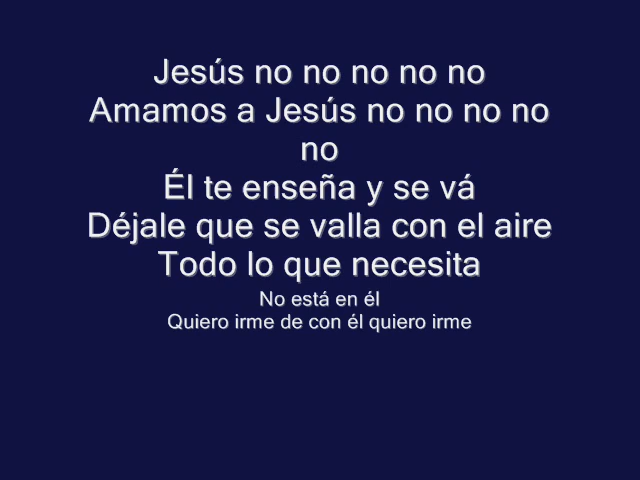 Jesús no no no no no
Amamos a Jesús no no no no
no
Él te enseña y se vá
Déjale que se valla con el aire
Todo lo que necesita
No está en él
Quiero irme de con él quiero irme